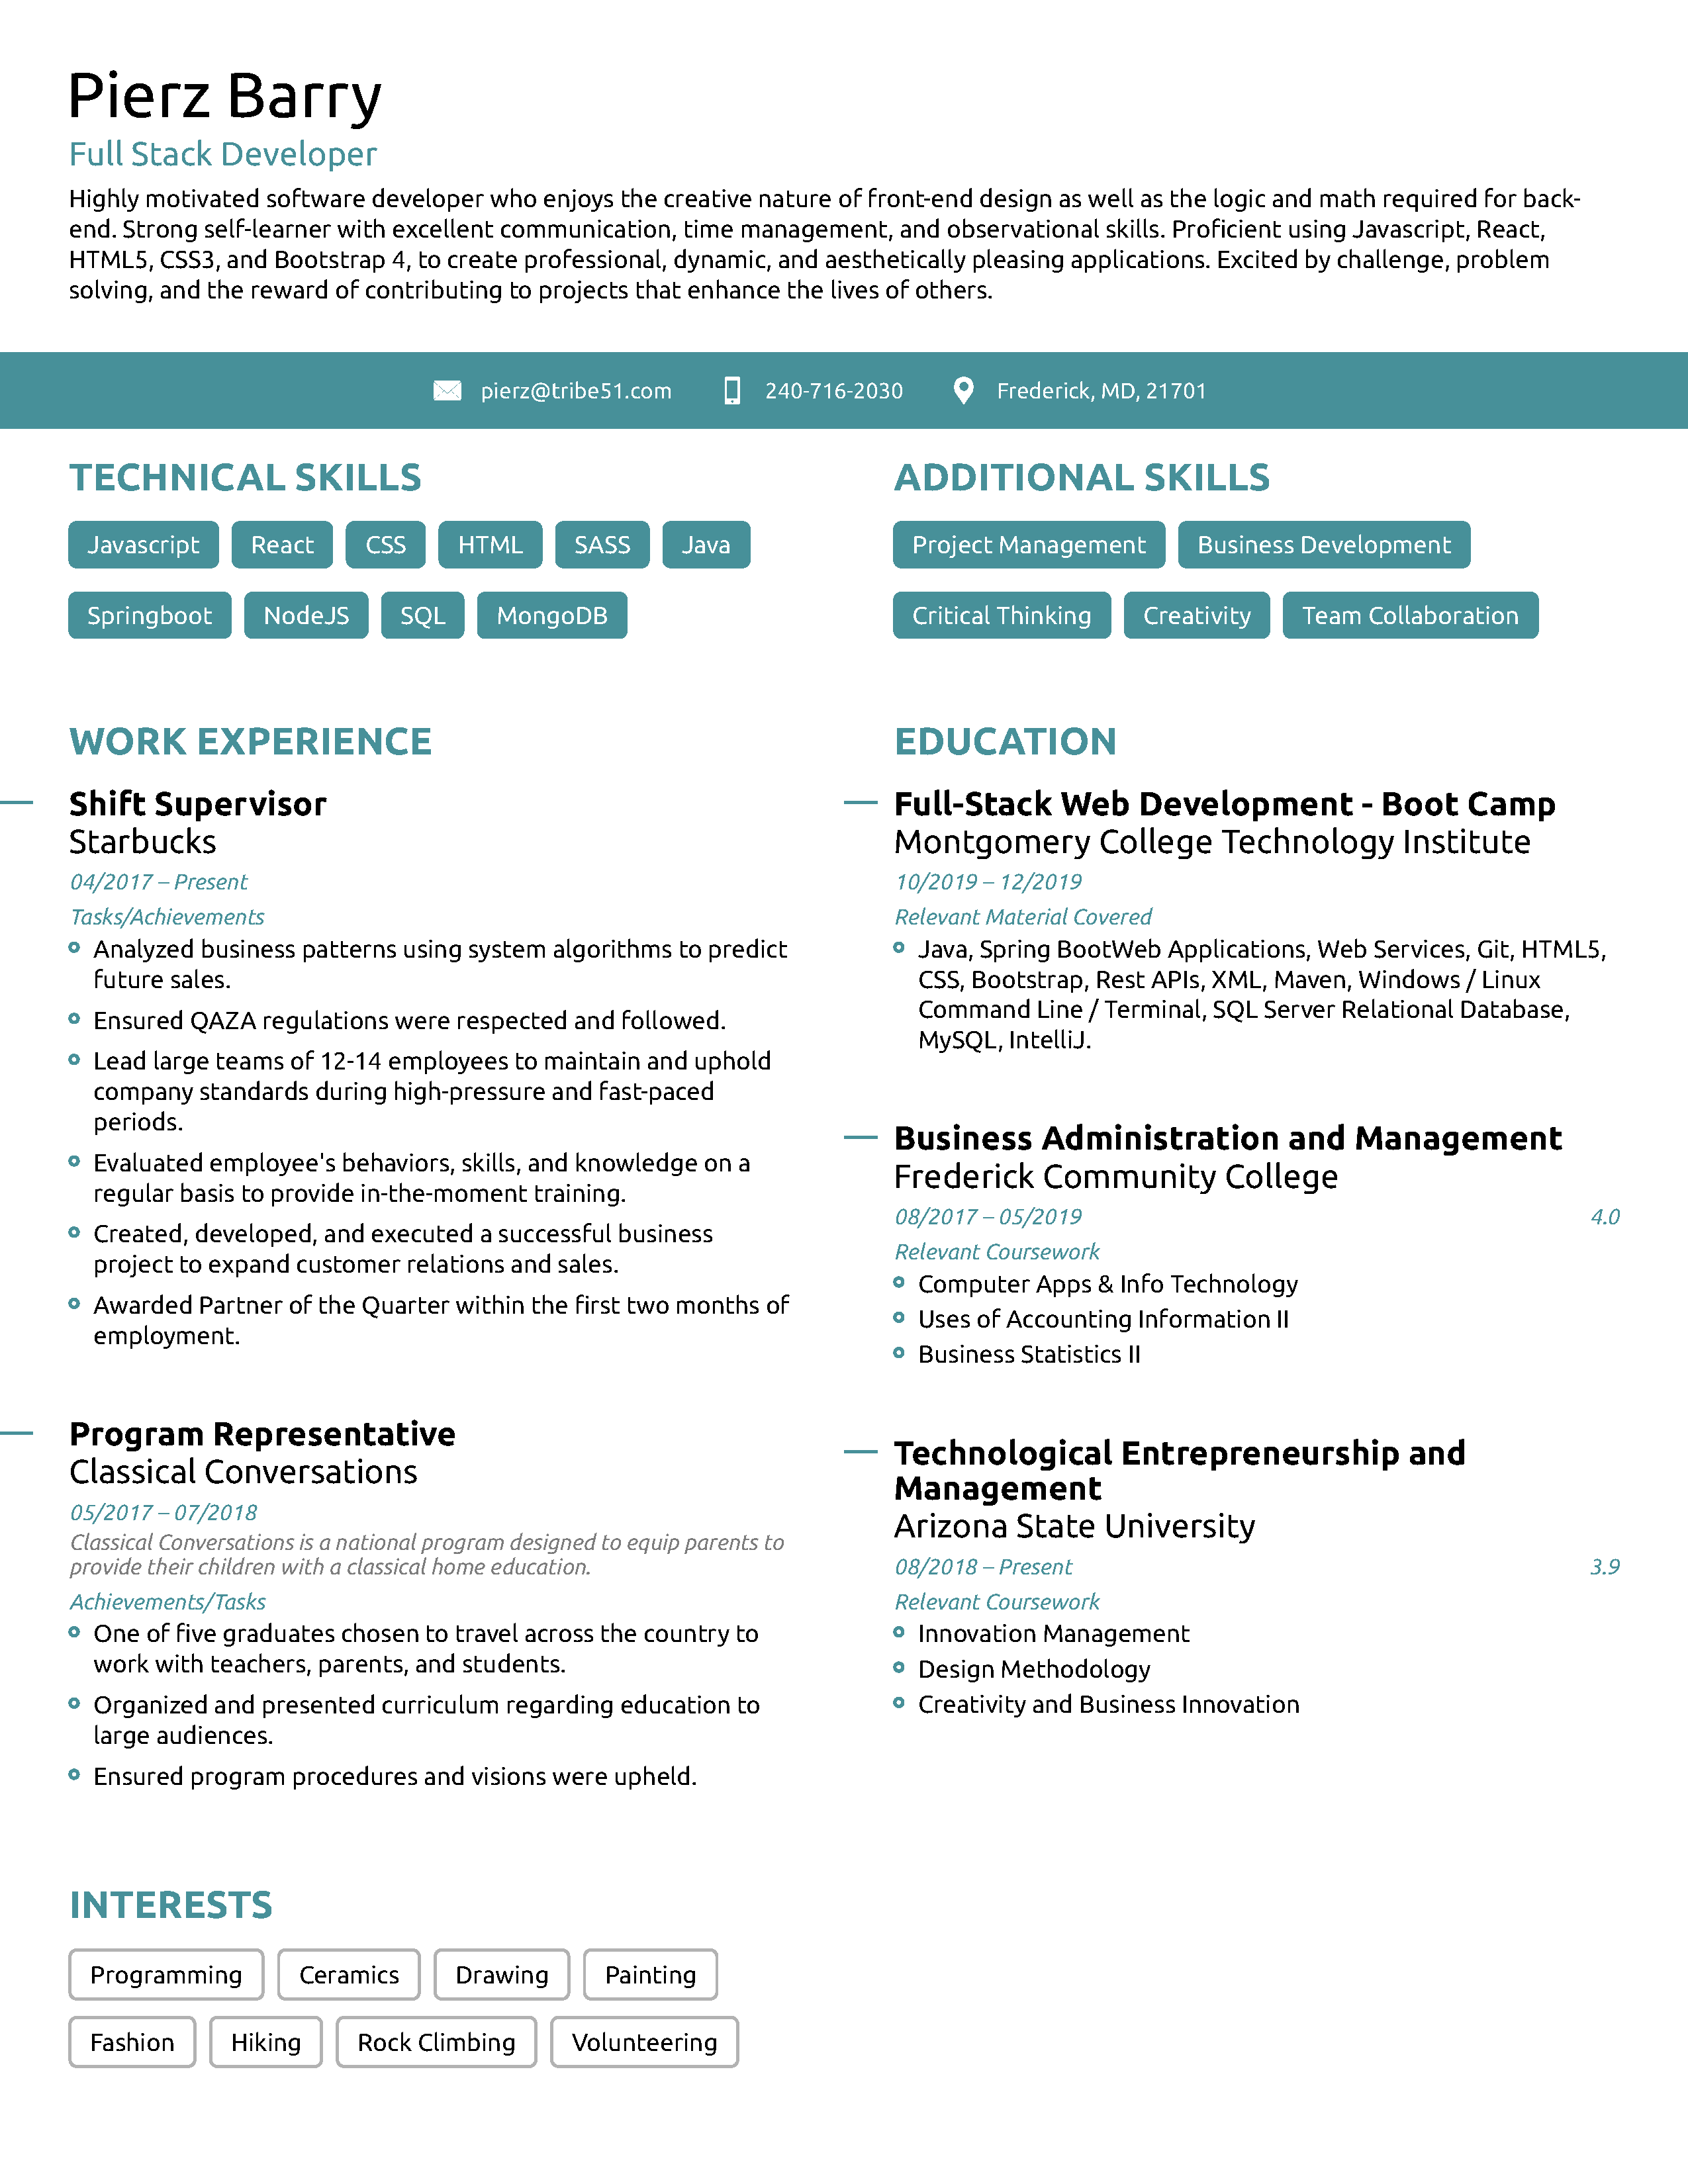 Pierz Barry
Full Stack Developer
Highly motivated software developer who enjoys the creative nature of front-end design as well as the logic and math required for back-
end. Strong self-learner with excellent communication, time management, and observational skills. Proficient using Javascript, React,
HTML5, CSS3, and Bootstrap 4, to create professional, dynamic, and aesthetically pleasing applications. Excited by challenge, problem
solving, and the reward of contributing to projects that enhance the lives of others.
pierz@tribe51.com 240-716-2030 Frederick, MD, 21701
TECHNICAL SKILLS
Javascript React CSS HTML SASS Java
Springboot NodeJS SQL MongoDB
ADDITIONAL SKILLS
Project Management Business Development
Critical Thinking Creativity Team Collaboration
WORK EXPERIENCE
Shift Supervisor
Starbucks
04/2017 – Present
Tasks/Achievements
Analyzed business patterns using system algorithms to predict
future sales.
Ensured QAZA regulations were respected and followed.
Lead large teams of 12-14 employees to maintain and uphold
company standards during high-pressure and fast-paced
periods.
Evaluated employee's behaviors, skills, and knowledge on a
regular basis to provide in-the-moment training.
Created, developed, and executed a successful business
project to expand customer relations and sales.
Awarded Partner of the Quarter within the first two months of
employment.
Program Representative
Classical Conversations
05/2017 – 07/2018
Classical Conversations is a national program designed to equip parents to
provide their children with a classical home education.
Achievements/Tasks
One of five graduates chosen to travel across the country to
work with teachers, parents, and students.
Organized and presented curriculum regarding education to
large audiences.
Ensured program procedures and visions were upheld.
EDUCATION
Full-Stack Web Development - Boot Camp
Montgomery College Technology Institute
10/2019 – 12/2019
Relevant Material Covered
Java, Spring BootWeb Applications, Web Services, Git, HTML5,
CSS, Bootstrap, Rest APIs, XML, Maven, Windows / Linux
Command Line / Terminal, SQL Server Relational Database,
MySQL, IntelliJ.
Business Administration and Management
Frederick Community College
08/2017 – 05/2019 4.0
Relevant Coursework
Computer Apps & Info Technology
Uses of Accounting Information II
Business Statistics II
Technological Entrepreneurship and
Management
Arizona State University
08/2018 – Present 3.9
Relevant Coursework
Innovation Management
Design Methodology
Creativity and Business Innovation
INTERESTS
Programming Ceramics Drawing Painting
Fashion Hiking Rock Climbing Volunteering